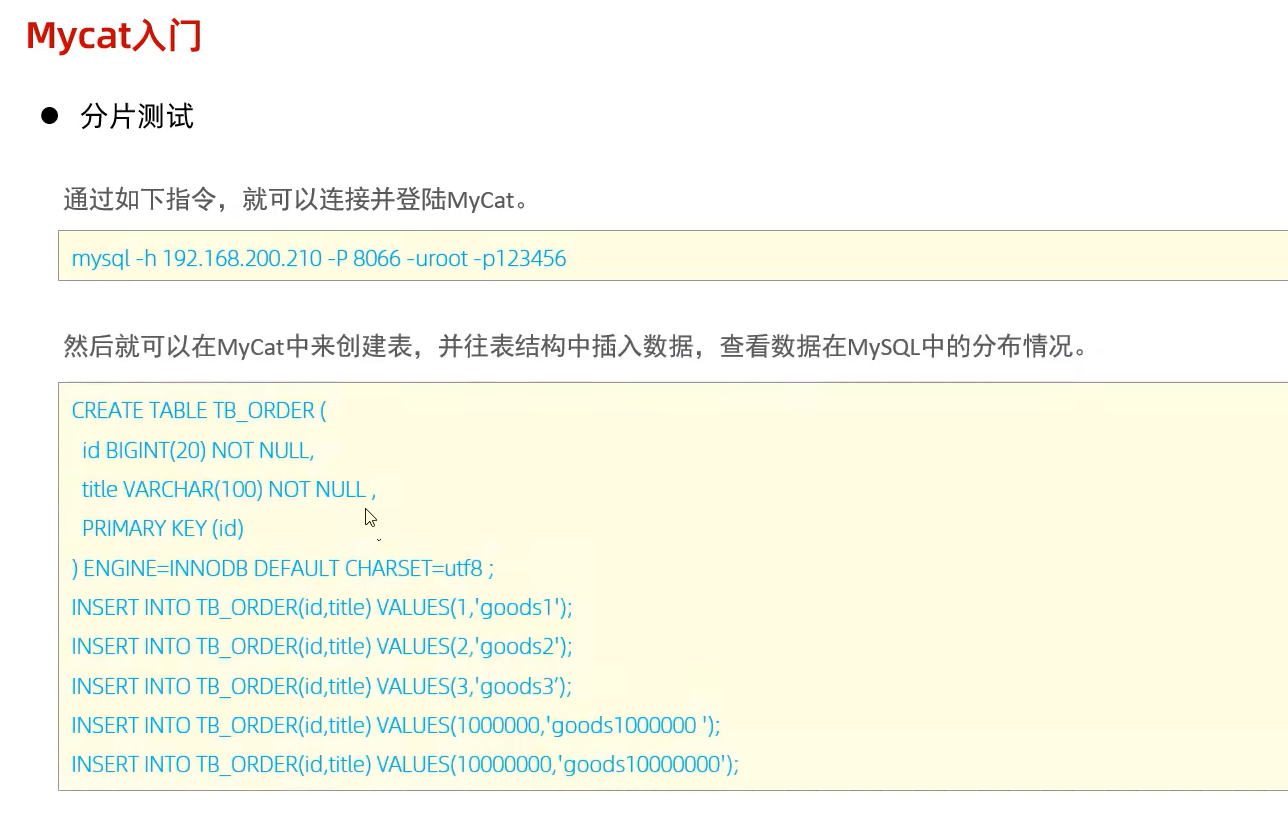 Mycat入门
● 分片测试
通过如下指令，就可以连接并登陆MyCat。
mysql -h 192.168.200.210 -P 8066 -uroot -p123456
然后就可以在MyCat中来创建表，并往表结构中插入数据，查看数据在MySQL中的分布情况。
CREATE TABLE TB_ORDER (
id BIGINT(20) NOT NULL,
title VARCHAR(100) NOT NULL ,
PRIMARY KEY (id)
) ENGINE=INNODB DEFAULT CHARSET=utf8 ;
INSERT INTO TB_ORDER(id,title) VALUES(1,'goods1');
INSERT INTO TB_ORDER(id,title) VALUES(2,'goods2');
INSERT INTO TB_ORDER(id,title) VALUES(3,'goods3’);
INSERT INTO TB_ORDER(id,title) VALUES(1000000,'goods1000000 ');
INSERT INTO TB_ORDER(id,title) VALUES(10000000,'goods10000000');